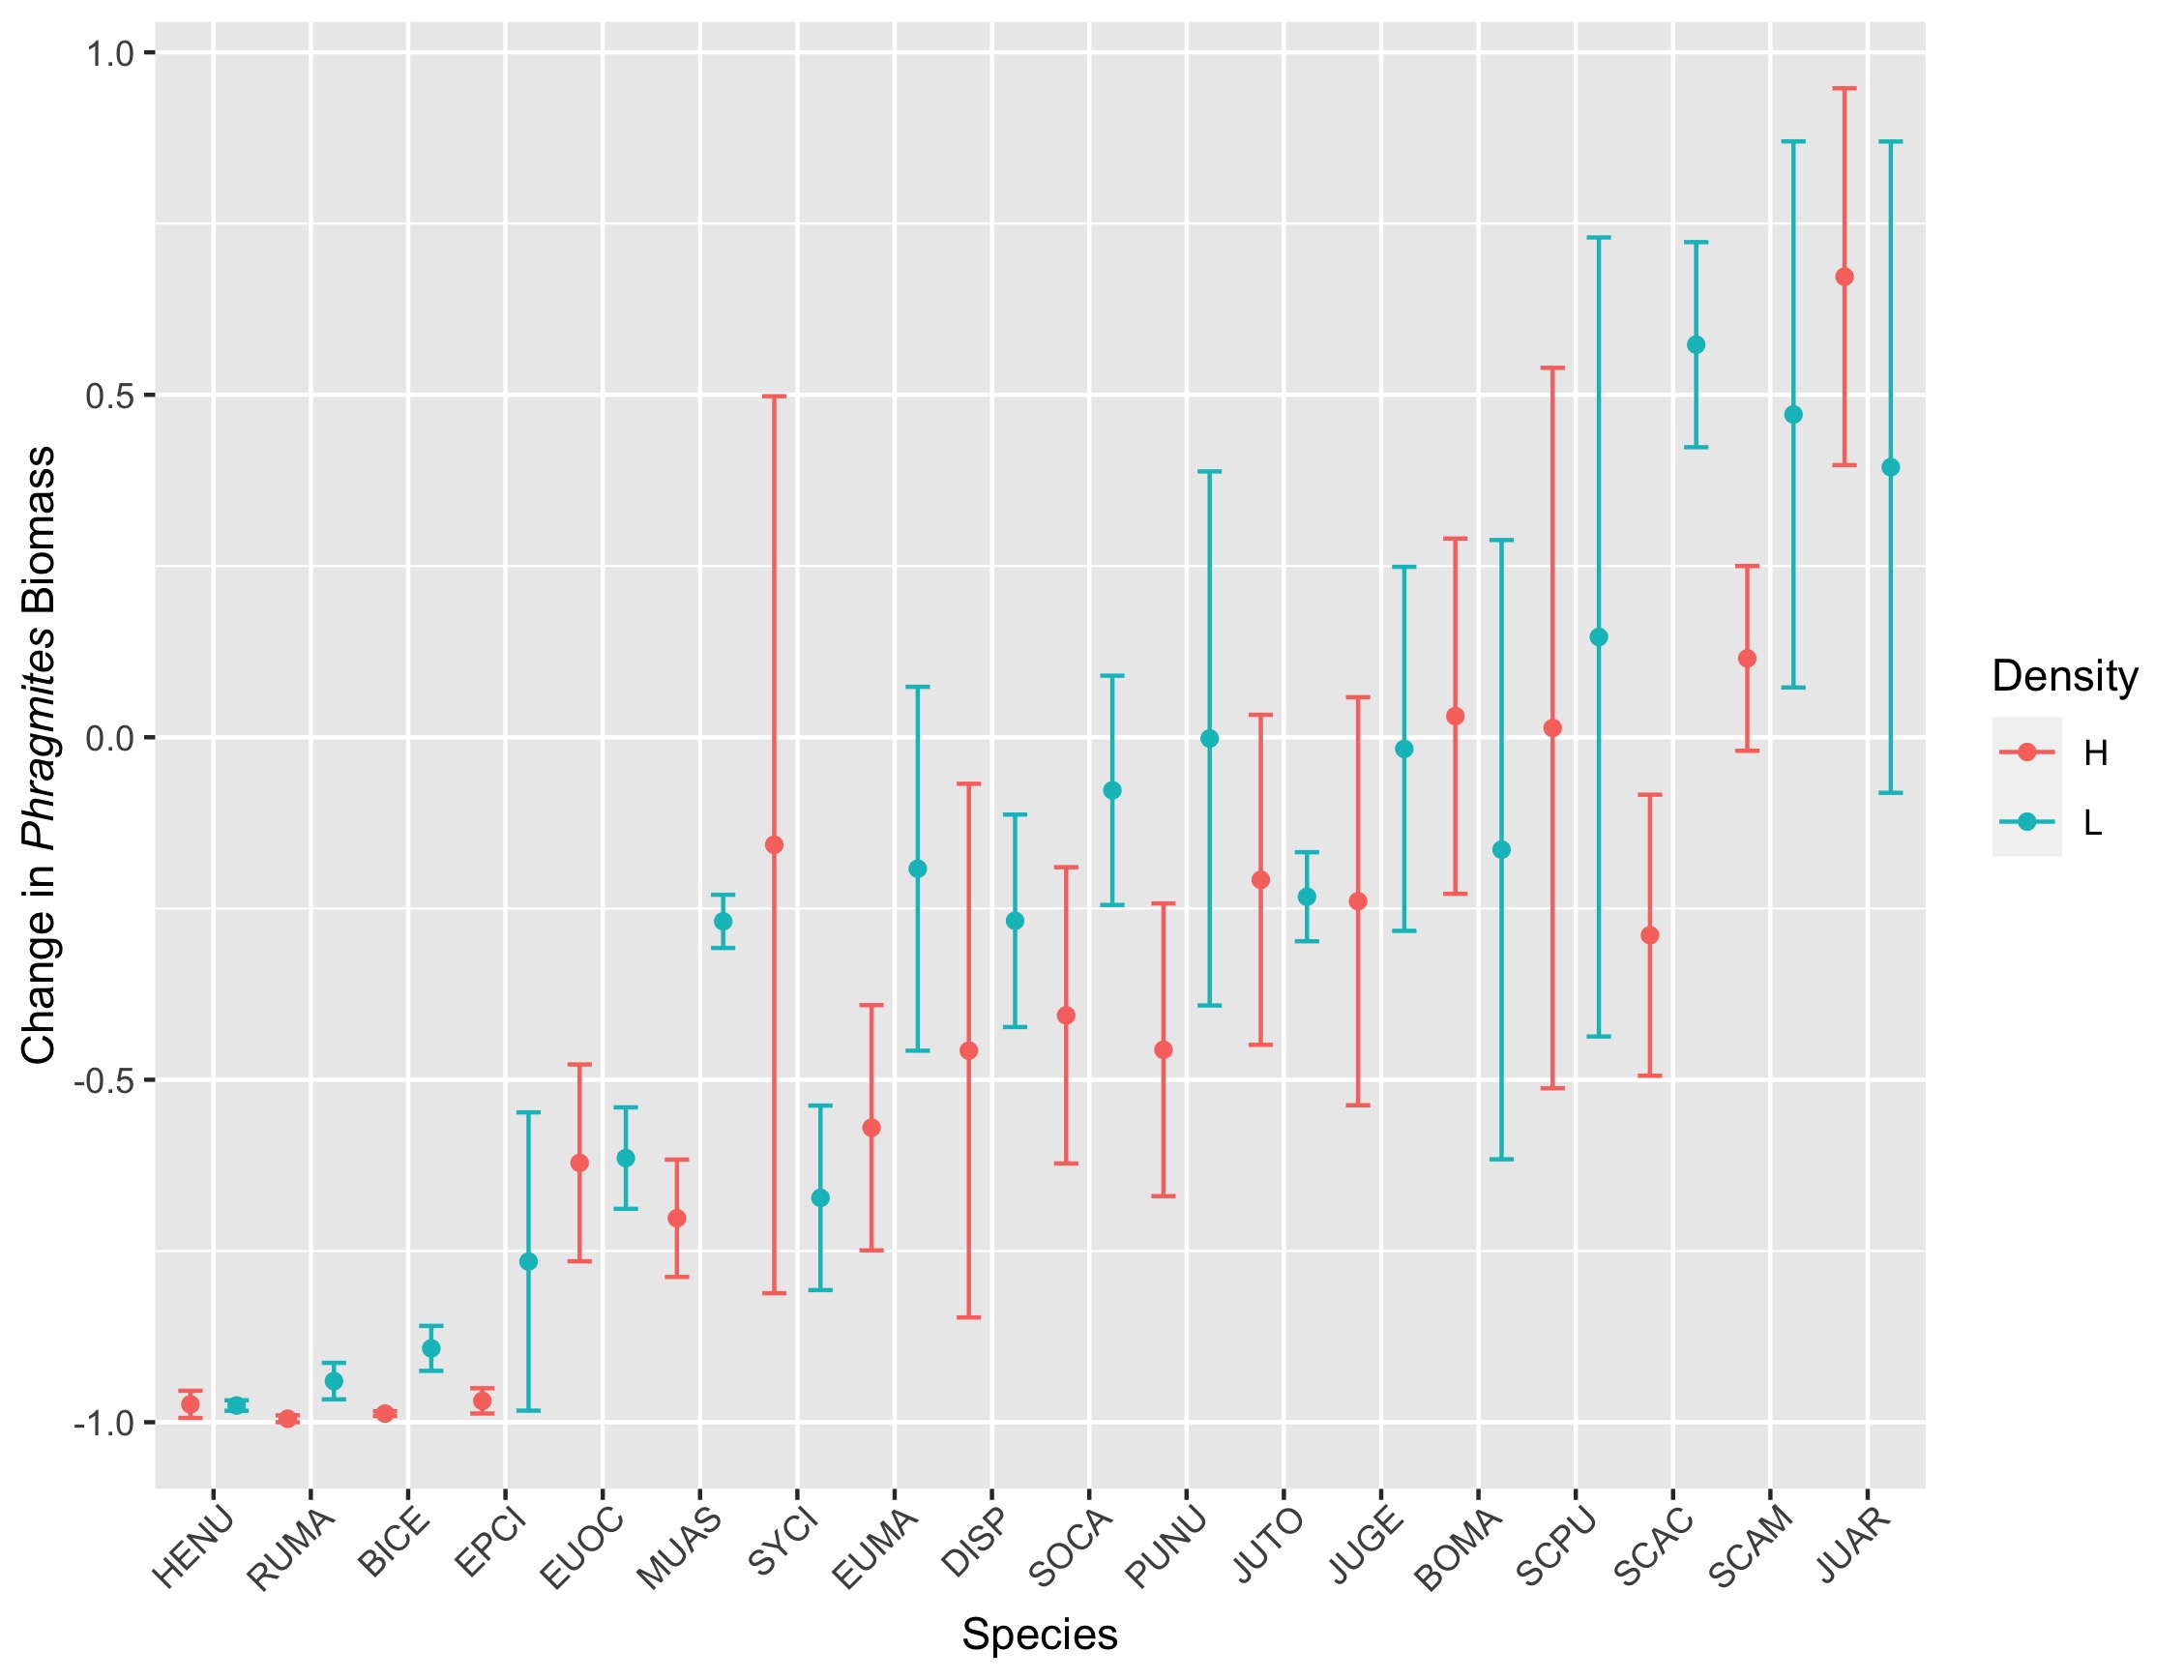 1.0
0.5
0.0
-0.5
-1.0
Change in Phragmites Biomass
HENU
RUMA
BICE
EPCI
EUOC
MUAS
SYCI
EUMA
DISP
SOCA
PUNU
JUTO
JUGE
BOMA
SCPU
SCAC
SCAM
JUAR
Species
Density
H
L